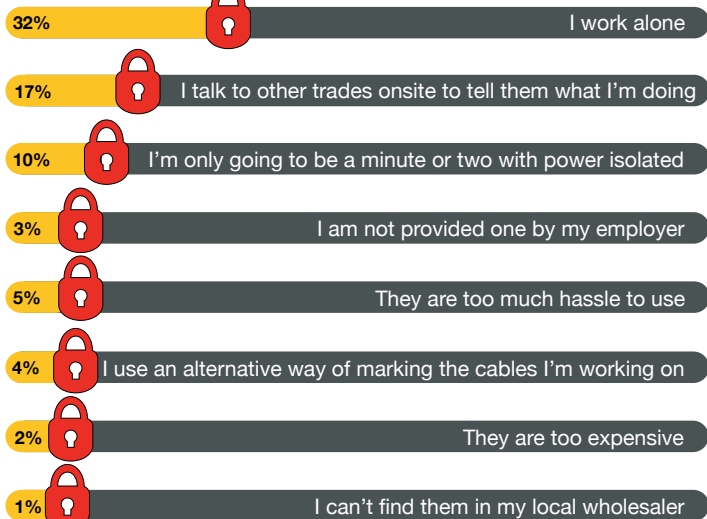 32% I work alone
17% I talk to other trades onsite to tell them what I'm doing
10% I'm only going to be a minute or two with power isolated
3% I am not provided one by my employer
5% They are too much hassle to use
4% I use an alternative way of marking the cables I'm working on
2% They are too expensive
1% I can't find them in my local wholesaler